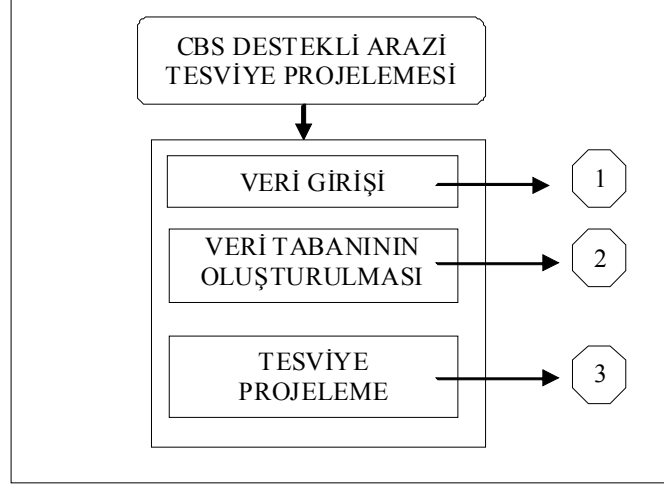 CBS DESTEKLİ ARAZİ
TESVİYE PROJELEMESİ
VERİ GİRİŞİ
1
VERİ TABANININ
OLUŞTURULMASI
2
TESVİYE
PROJELEME
3